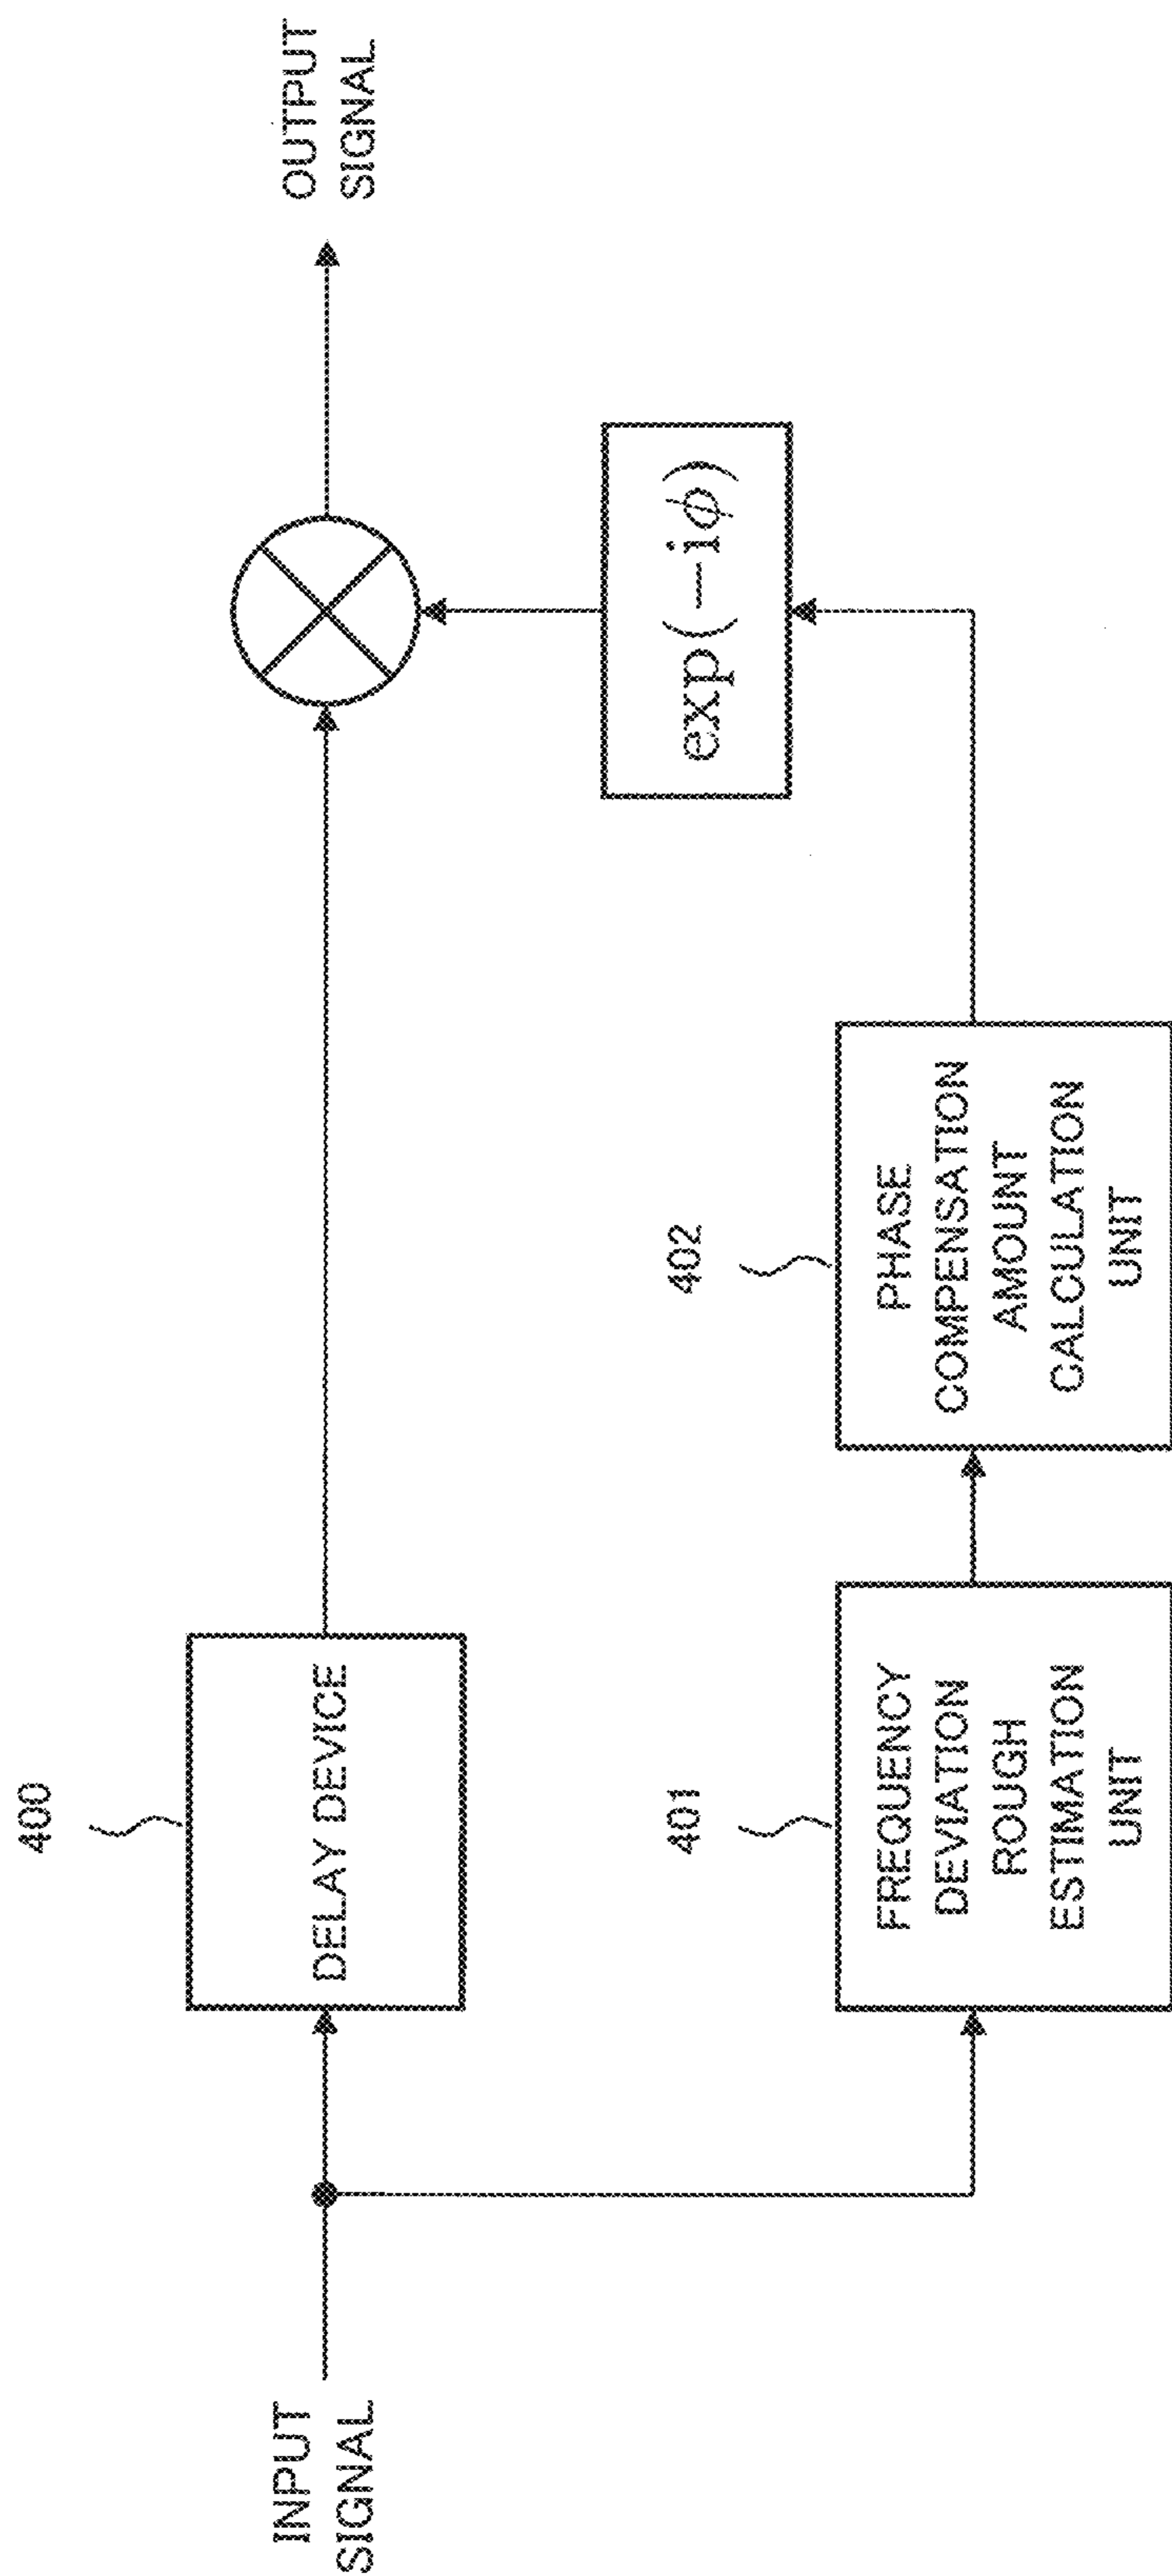 INPUT
SIGNAL
400
DELAY DEVICE
401
FREQUENCY
DEVIATION
ROUGH
ESTIMATION
UNIT
402
PHASE
COMPENSATION
AMOUNT
CALCULATION
UNIT
exp(−iϕ)
OUTPUT
SIGNAL